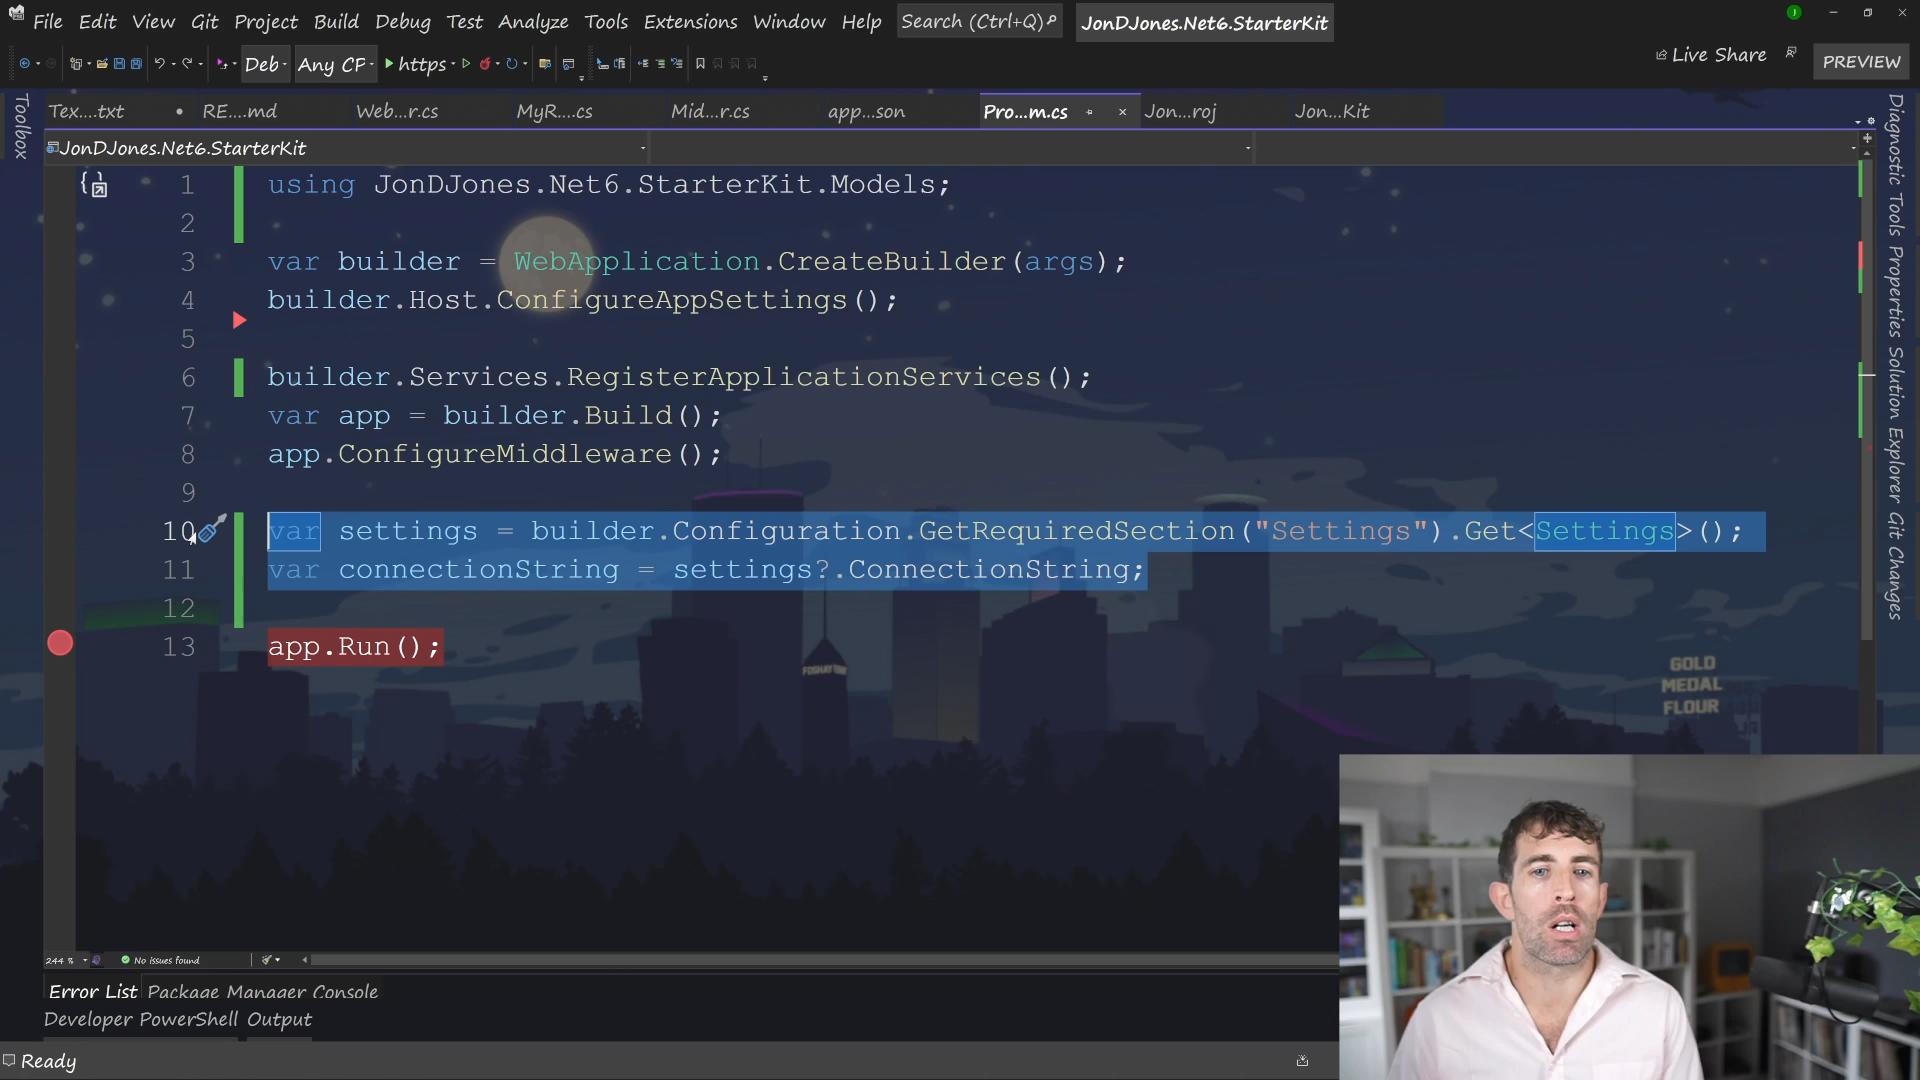 File Edit View Git Project Build Debug Test Analyze Tools Extensions Window Help Search (Ctrl+Q) JonDJones.Net6.StarterKit
Deb Any CF https Live Share PREVIEW
Toolbox
Tex....txt RE....md Web...r.cs MyR....cs Mid...r.cs app...son Pro...m.cs Jon...roj Jon...Kit
JonDJones.Net6.StarterKit
1 using JonDJones.Net6.StarterKit.Models;
2
3 var builder = WebApplication.CreateBuilder(args);
4 builder.Host.ConfigureAppSettings();
5
6 builder.Services.RegisterApplicationServices();
7 var app = builder.Build();
8 app.ConfigureMiddleware();
9
10 var settings = builder.Configuration.GetRequiredSection("Settings").Get<Settings>();
11 var connectionString = settings?.ConnectionString;
12
13 app.Run();
FOSHAY TOWER
GOLD
MEDAL
FLOUR
Diagnostic Tools Properties Solution Explorer Git Changes
244 % No issues found
Error List Package Manager Console
Developer PowerShell Output
Ready